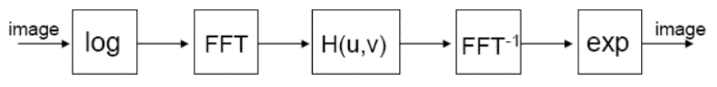 image
log
FFT
H(u,v)
FFT-1
exp
image